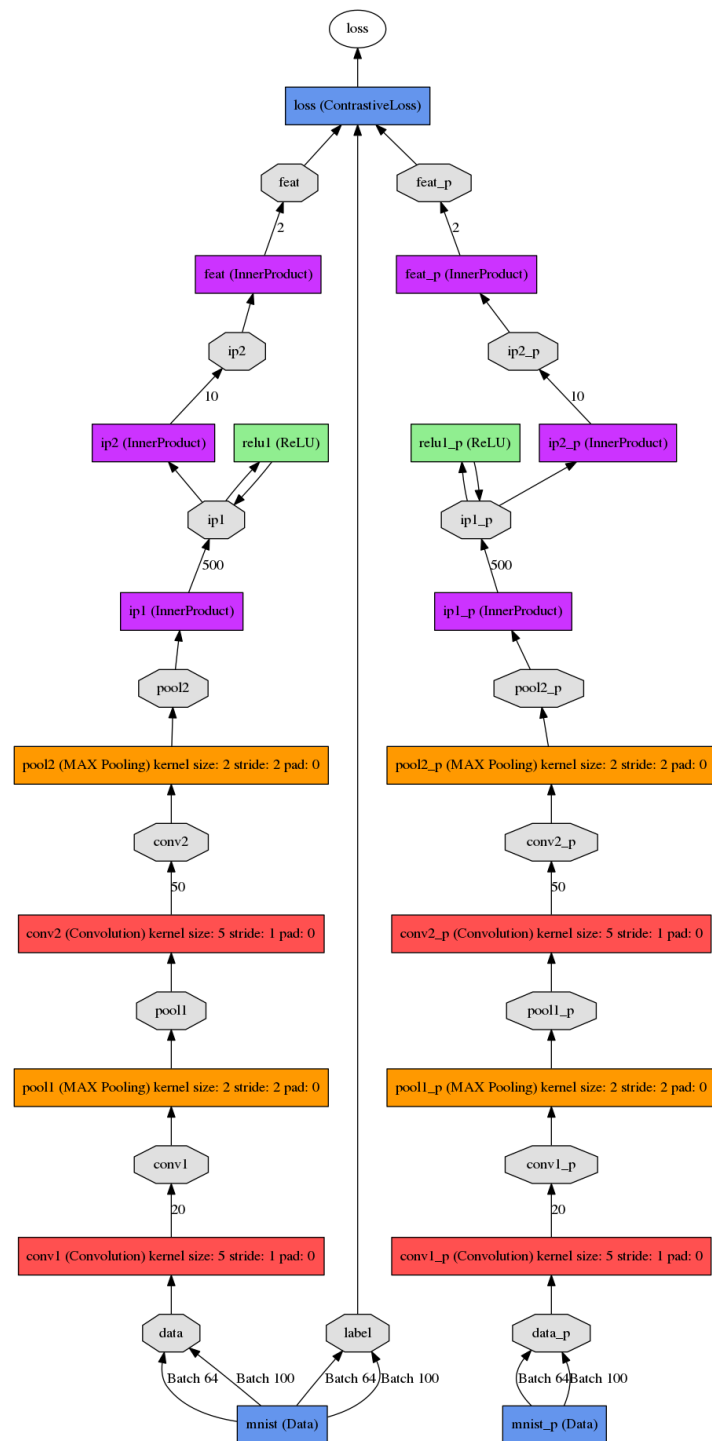 loss
loss (ContrastiveLoss)
feat
feat_p
2
2
feat (InnerProduct)
feat_p (InnerProduct)
ip2
ip2_p
10
10
ip2 (InnerProduct)
relu1 (ReLU)
relu1_p (ReLU)
ip2_p (InnerProduct)
ip1
ip1_p
500
500
ip1 (InnerProduct)
ip1_p (InnerProduct)
pool2
pool2_p
pool2 (MAX Pooling) kernel size: 2 stride: 2 pad: 0
pool2_p (MAX Pooling) kernel size: 2 stride: 2 pad: 0
conv2
conv2_p
50
50
conv2 (Convolution) kernel size: 5 stride: 1 pad: 0
conv2_p (Convolution) kernel size: 5 stride: 1 pad: 0
pool1
pool1_p
pool1 (MAX Pooling) kernel size: 2 stride: 2 pad: 0
pool1_p (MAX Pooling) kernel size: 2 stride: 2 pad: 0
conv1
conv1_p
20
20
conv1 (Convolution) kernel size: 5 stride: 1 pad: 0
conv1_p (Convolution) kernel size: 5 stride: 1 pad: 0
data
label
data_p
Batch 64
Batch 100
Batch 64
Batch 100
Batch 64
Batch 100
mnist (Data)
mnist_p (Data)